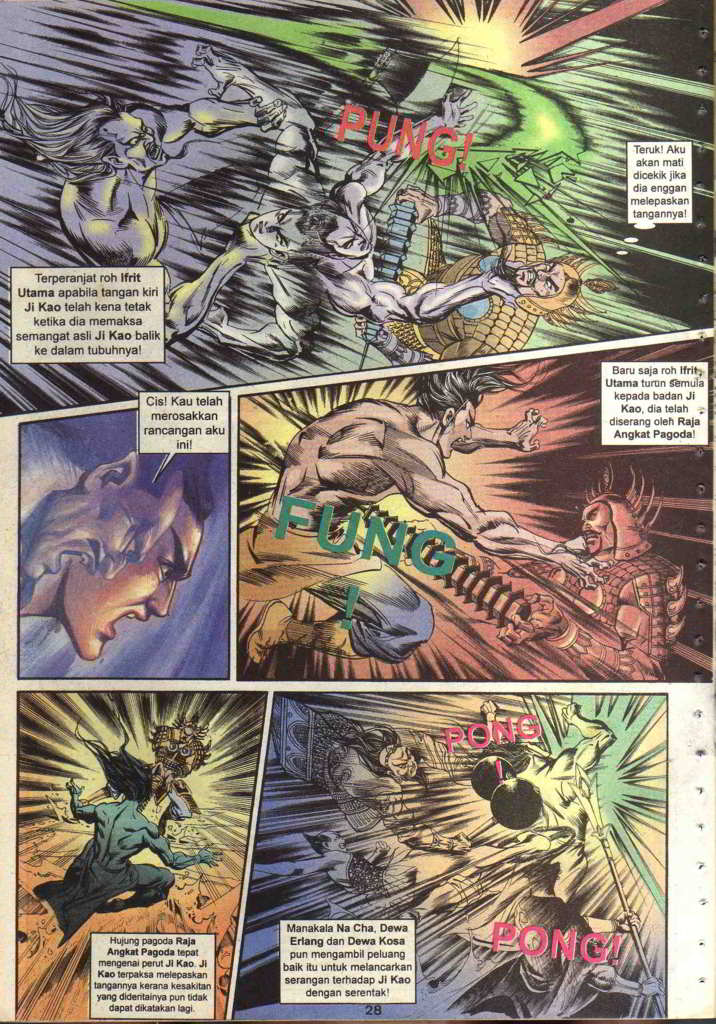 PUNG!
Teruk! Aku
akan mati
dicekik jika
dia enggan
melepaskan
tangannya!
Terperanjat roh Ifrit
Utama apabila tangan kiri
Ji Kao telah kena tetak
ketika dia memaksa
semangat asli Ji Kao balik
ke dalam tubuhnya!
Cis! Kau telah
merosakkan
rancangan aku
ini!
Baru saja roh Ifrit
Utama turun semula
kepada badan Ji
Kao, dia telah
diserang oleh Raja
Angkat Pagoda!
FUNG
!
Hujung pagoda Raja
Angkat Pagoda tepat
mengenai perut Ji Kao. Ji
Kao terpaksa melepaskan
tangannya kerana kesakitan
yang dideritainya pun tidak
dapat dikatakan lagi.
PONG
!
PONG!
Manakala Na Cha, Dewa
Erlang dan Dewa Kosa
pun mengambil peluang
baik itu untuk melancarkan
serangan terhadap Ji Kao
dengan serentak!
28